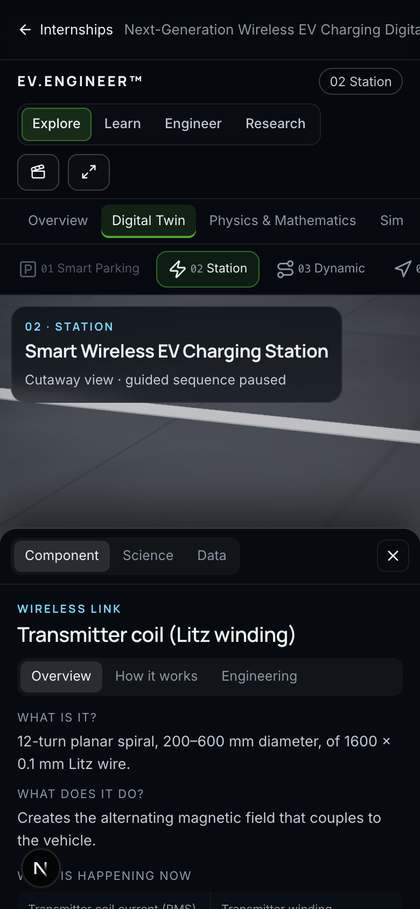 Internships Next-Generation Wireless EV Charging Digita
EV.ENGINEER™
02 Station
Explore Learn Engineer Research
Overview Digital Twin Physics & Mathematics Sim
P 01 Smart Parking 02 Station 03 Dynamic
02 · STATION
Smart Wireless EV Charging Station
Cutaway view · guided sequence paused
Component Science Data
WIRELESS LINK
Transmitter coil (Litz winding)
Overview How it works Engineering
WHAT IS IT?
12-turn planar spiral, 200–600 mm diameter, of 1600 ×
0.1 mm Litz wire.
WHAT DOES IT DO?
Creates the alternating magnetic field that couples to
the vehicle.
N
IS HAPPENING NOW
Transmitter coil current (RMS) Transmitter winding